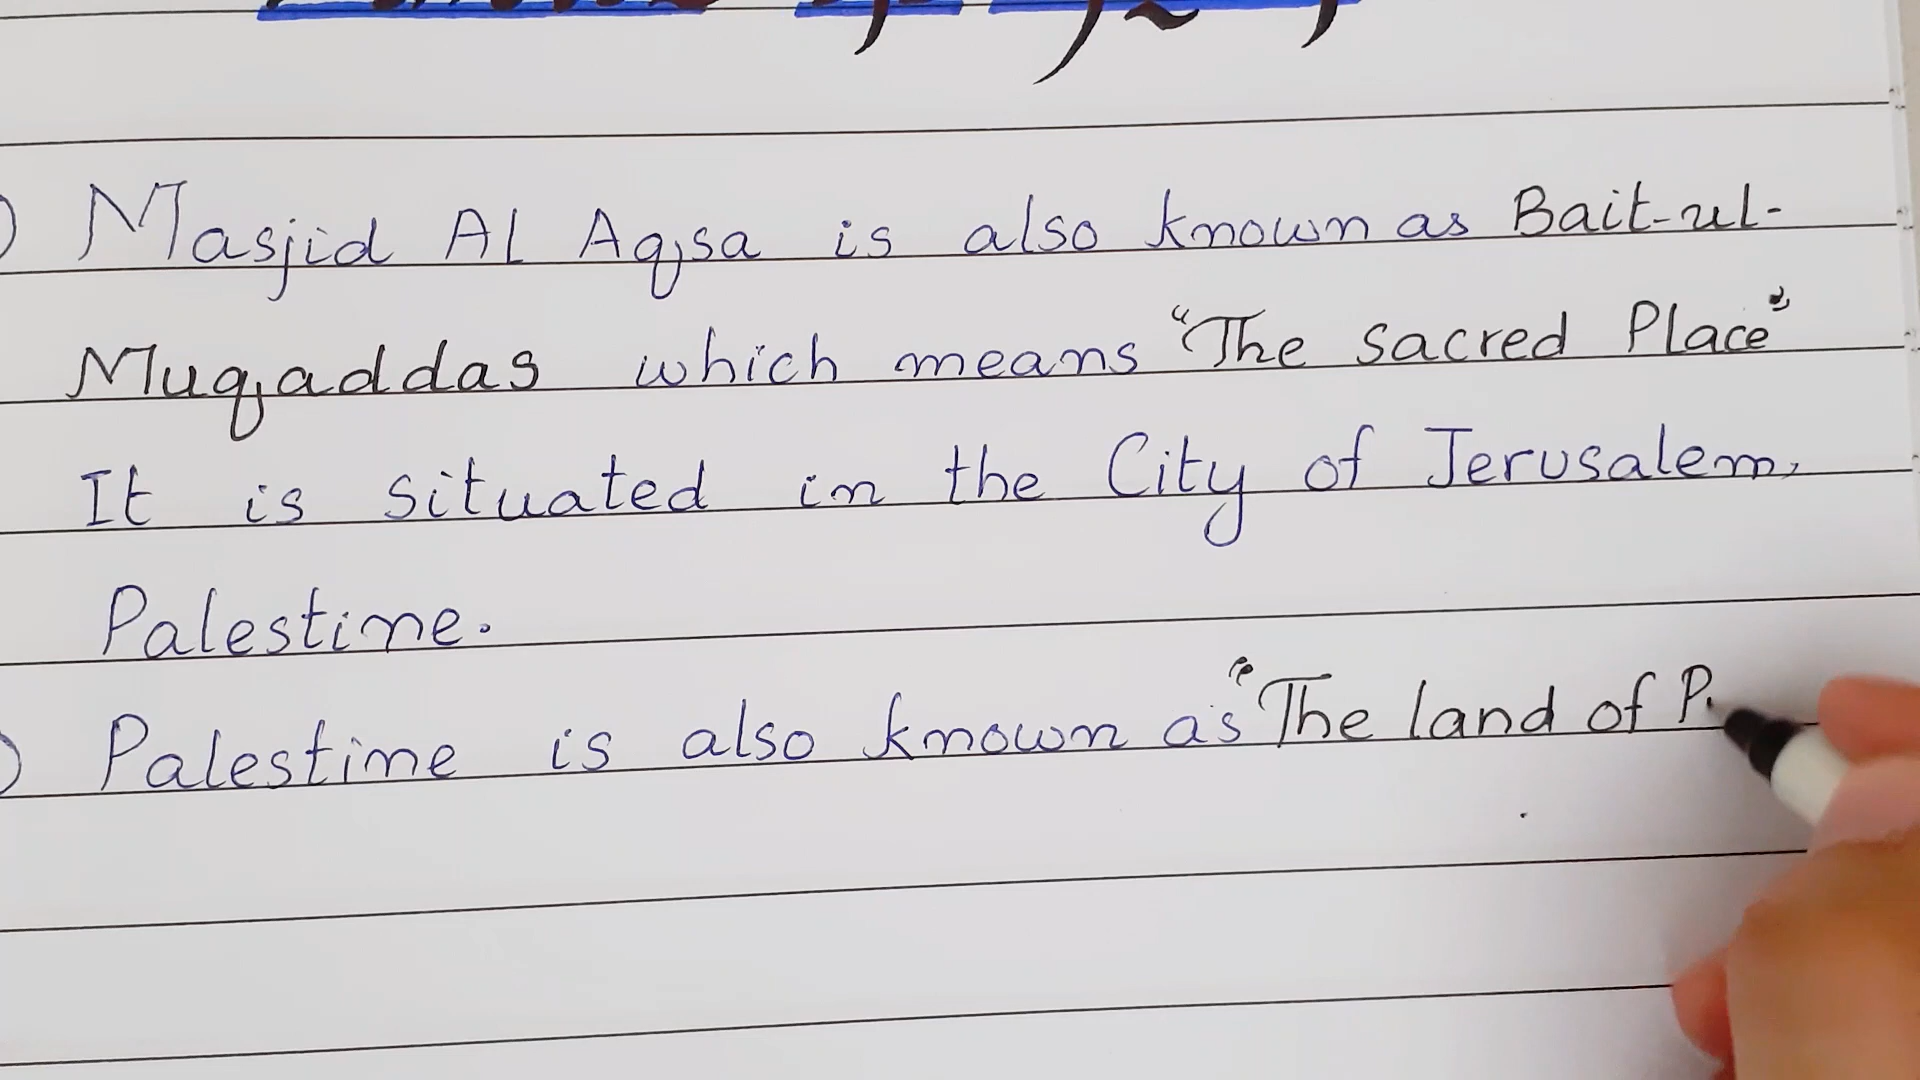 ) Masjid Al Aqsa is also known as Bait-ul-
Muqaddas which means “The sacred Place”
It is situated in the City of Jerusalem,
Palestine.
) Palestine is also known as “The land of P